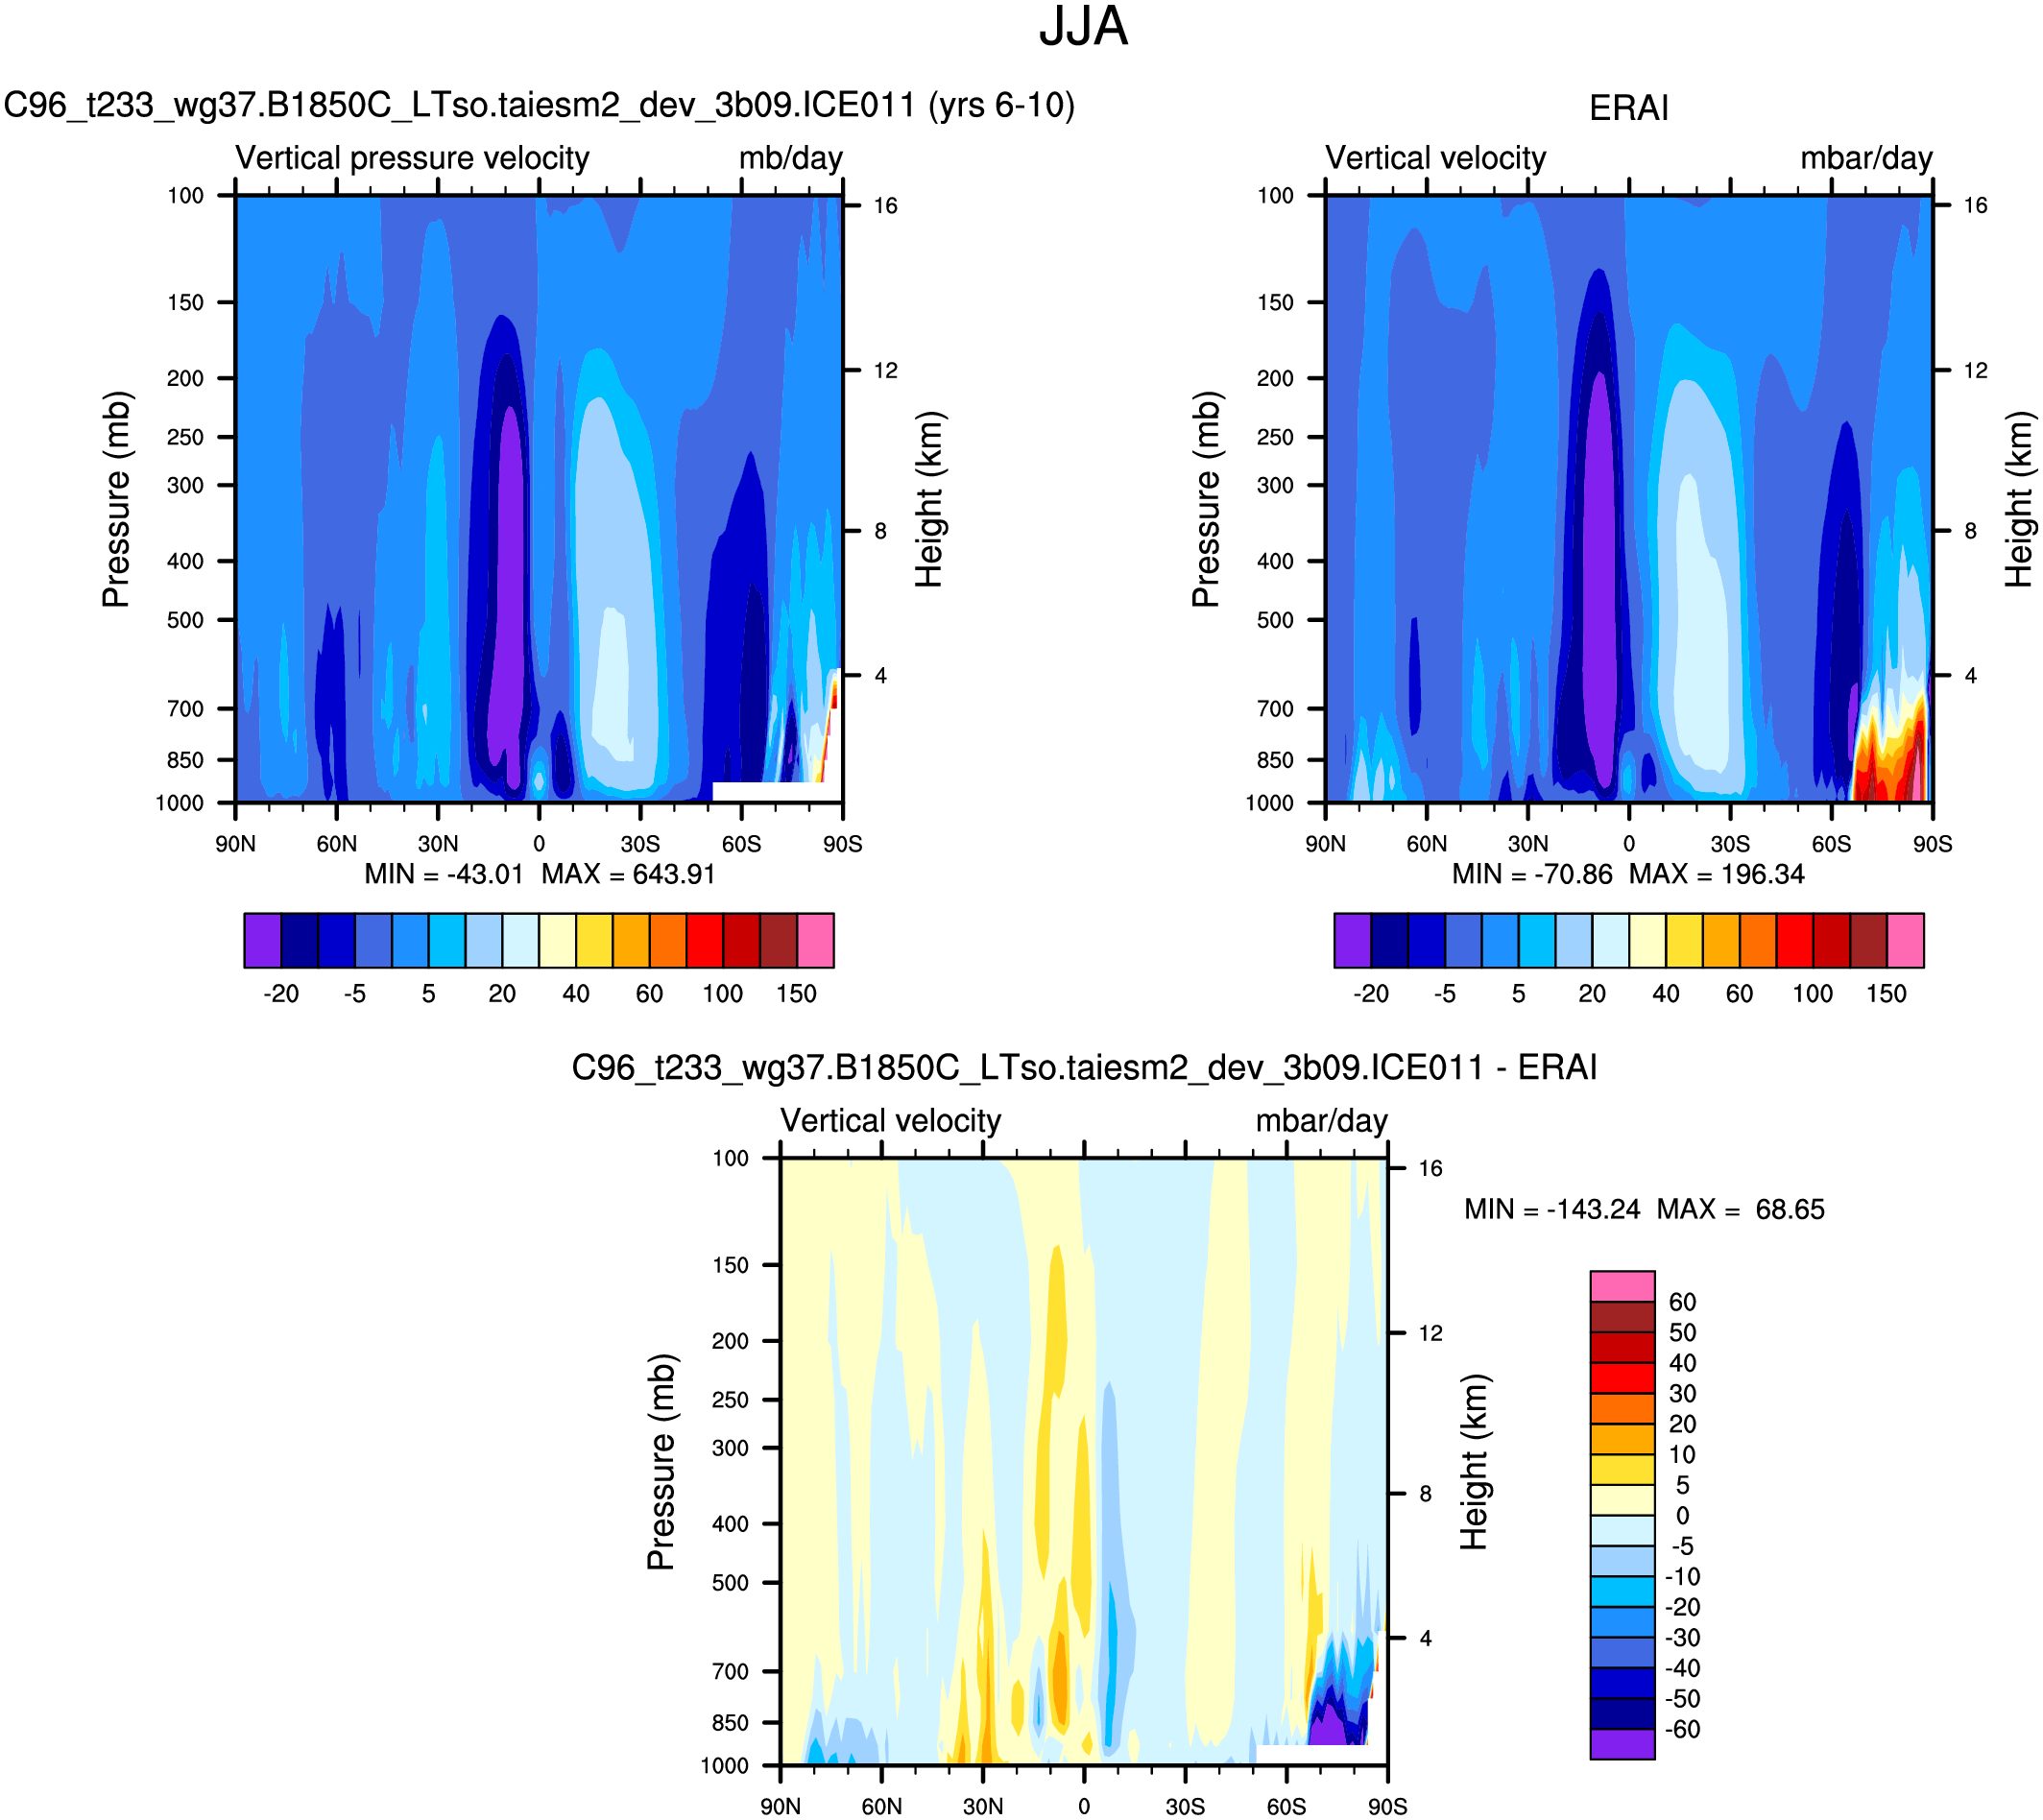 JJA
C96_t233_wg37.B1850C_LTso.taiesm2_dev_3b09.ICE011 (yrs 6-10)
Vertical pressure velocity mb/day
Pressure (mb)
100
150
200
250
300
400
500
700
850
1000
16
12
8
4
Height (km)
90N 60N 30N 0 30S 60S 90S
MIN = -43.01 MAX = 643.91
-20 -5 5 20 40 60 100 150
ERAI
Vertical velocity mbar/day
Pressure (mb)
100
150
200
250
300
400
500
700
850
1000
16
12
8
4
Height (km)
90N 60N 30N 0 30S 60S 90S
MIN = -70.86 MAX = 196.34
-20 -5 5 20 40 60 100 150
C96_t233_wg37.B1850C_LTso.taiesm2_dev_3b09.ICE011 - ERAI
Vertical velocity mbar/day
Pressure (mb)
100
150
200
250
300
400
500
700
850
1000
16
12
8
4
Height (km)
90N 60N 30N 0 30S 60S 90S
MIN = -143.24 MAX = 68.65
60
50
40
30
20
10
5
0
-5
-10
-20
-30
-40
-50
-60